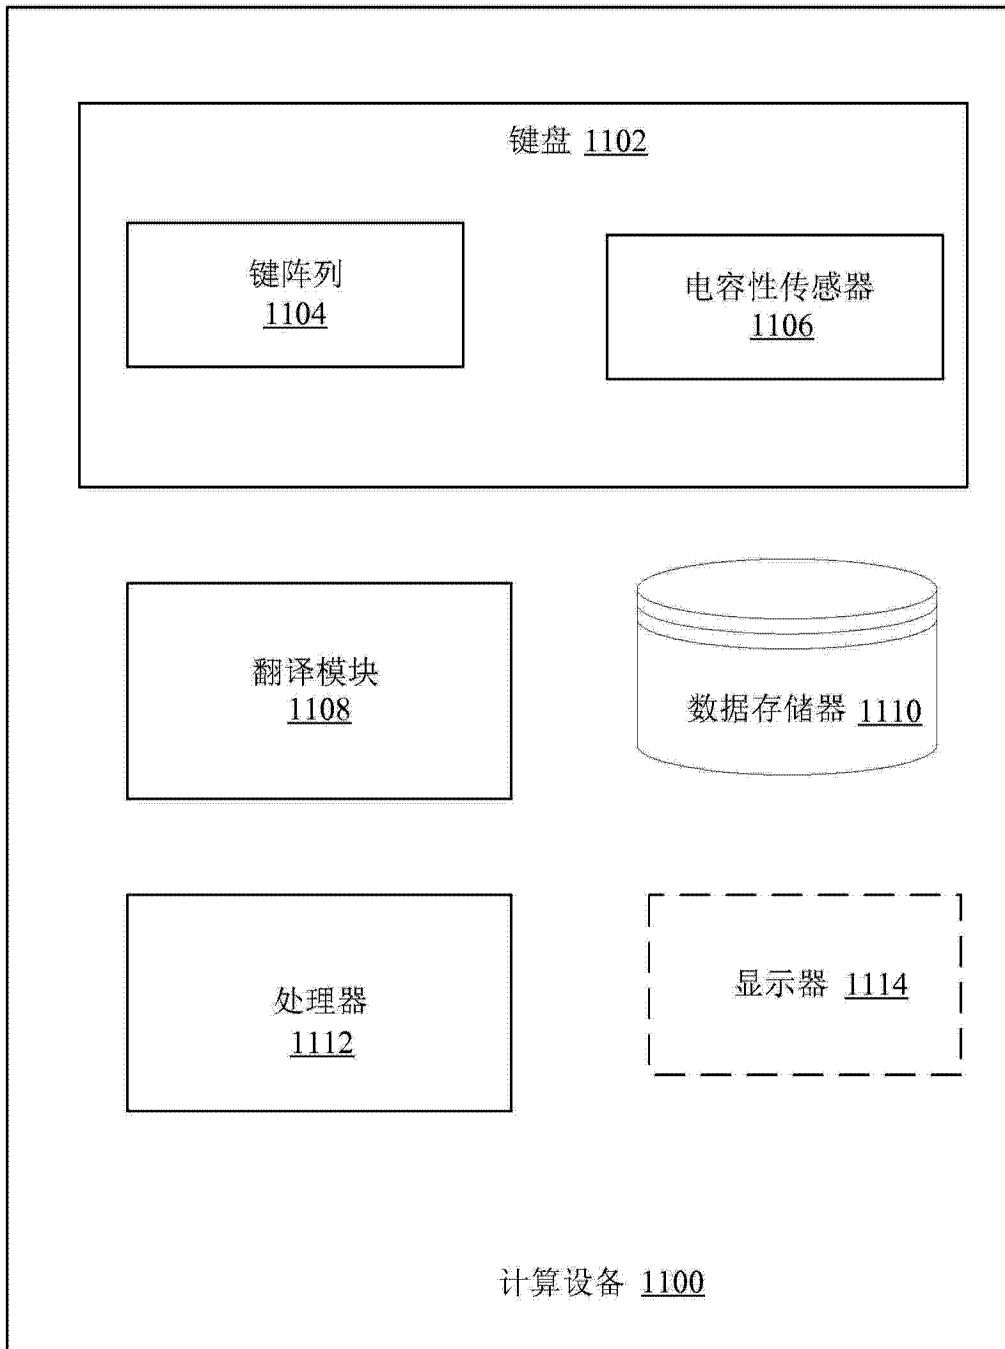 键盘 1102
键阵列
1104
电容性传感器
1106
翻译模块
1108
数据存储器 1110
处理器
1112
显示器 1114
计算设备 1100